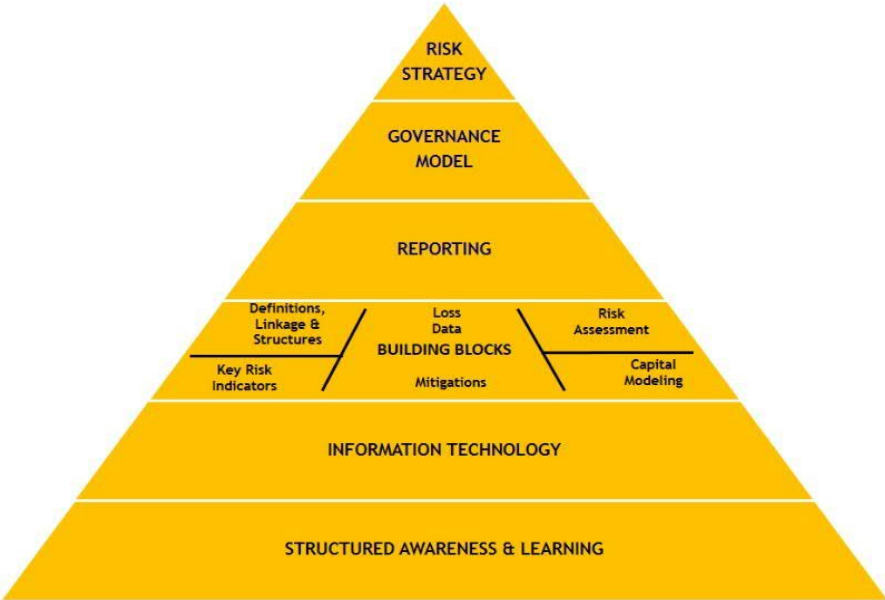 RISK
STRATEGY
GOVERNANCE
MODEL
REPORTING
Definitions,
Linkage &
Structures
Key Risk
Indicators
Loss
Data
BUILDING BLOCKS
Mitigations
Risk
Assessment
Capital
Modeling
INFORMATION TECHNOLOGY
STRUCTURED AWARENESS & LEARNING